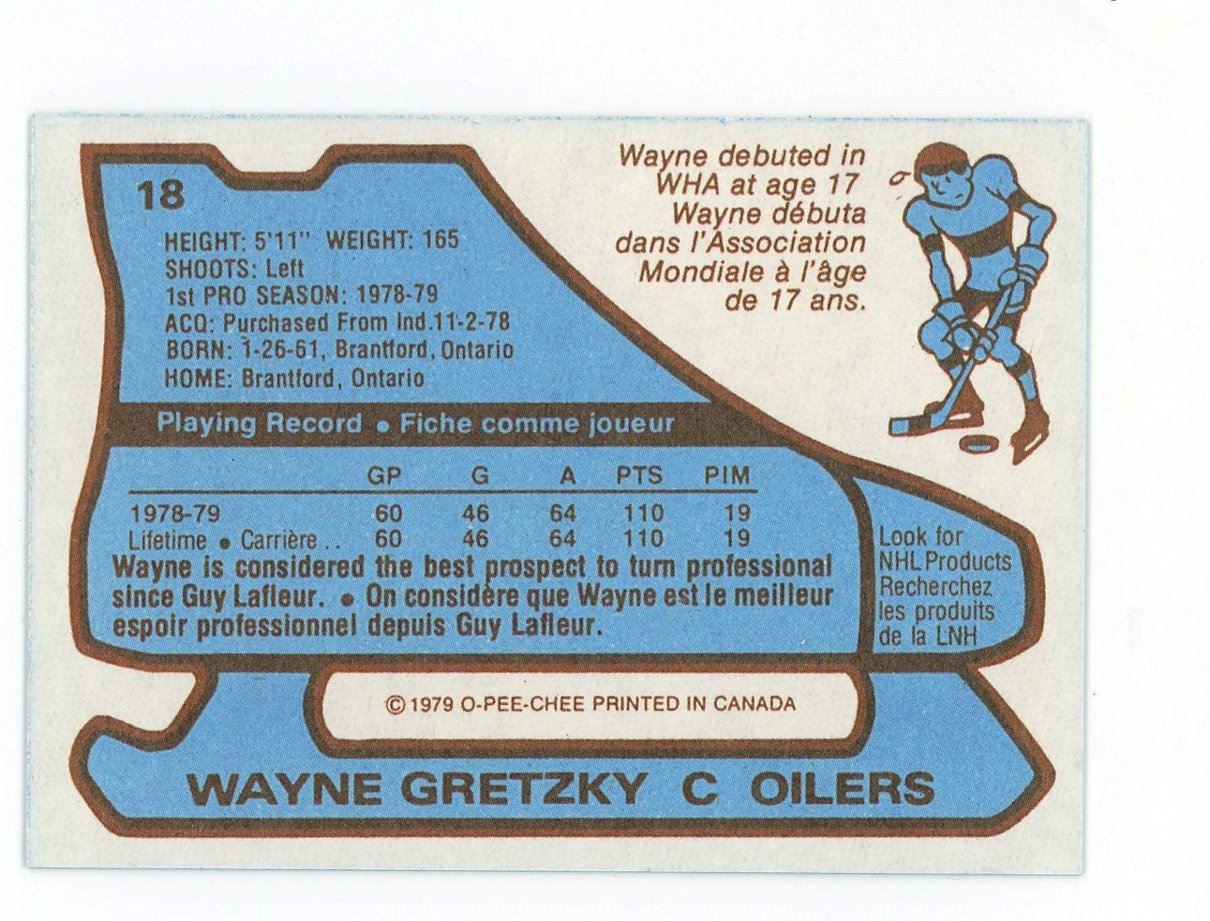 18
HEIGHT: 5'11" WEIGHT: 165
SHOOTS: Left
1st PRO SEASON: 1978-79
ACQ: Purchased From Ind.11-2-78
BORN: 1-26-61, Brantford, Ontario
HOME: Brantford, Ontario
Wayne debuted in
WHA at age 17
Wayne débuta
dans l'Association
Mondiale à l'âge
de 17 ans.
Playing Record • Fiche comme joueur
GP G A PTS PIM
1978-79 60 46 64 110 19
Lifetime • Carrière .. 60 46 64 110 19
Wayne is considered the best prospect to turn professional
since Guy Lafleur. • On considère que Wayne est le meilleur
espoir professionnel depuis Guy Lafleur.
Look for
NHL Products
Recherchez
les produits
de la LNH
© 1979 O-PEE-CHEE PRINTED IN CANADA
WAYNE GRETZKY C OILERS